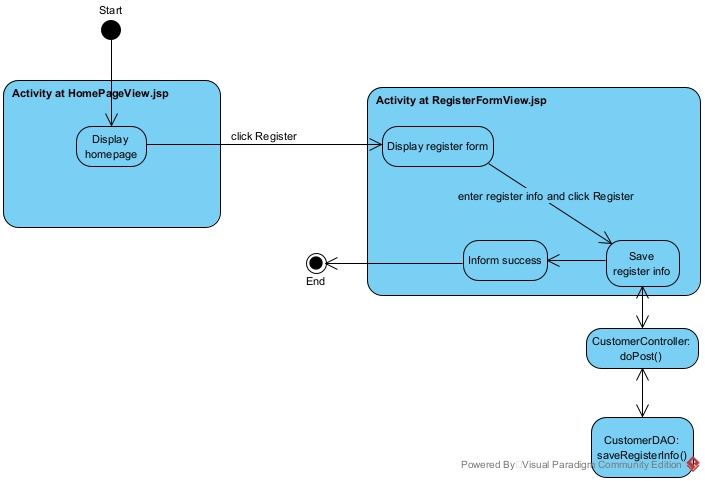 Start
Activity at HomePageView.jsp
Activity at RegisterFormView.jsp
Display
homepage
click Register
Display register form
enter register info and click Register
Inform success
Save
register info
End
CustomerController:
doPost()
CustomerDAO:
saveRegisterInfo()
Powered By Visual Paradigm Community Edition